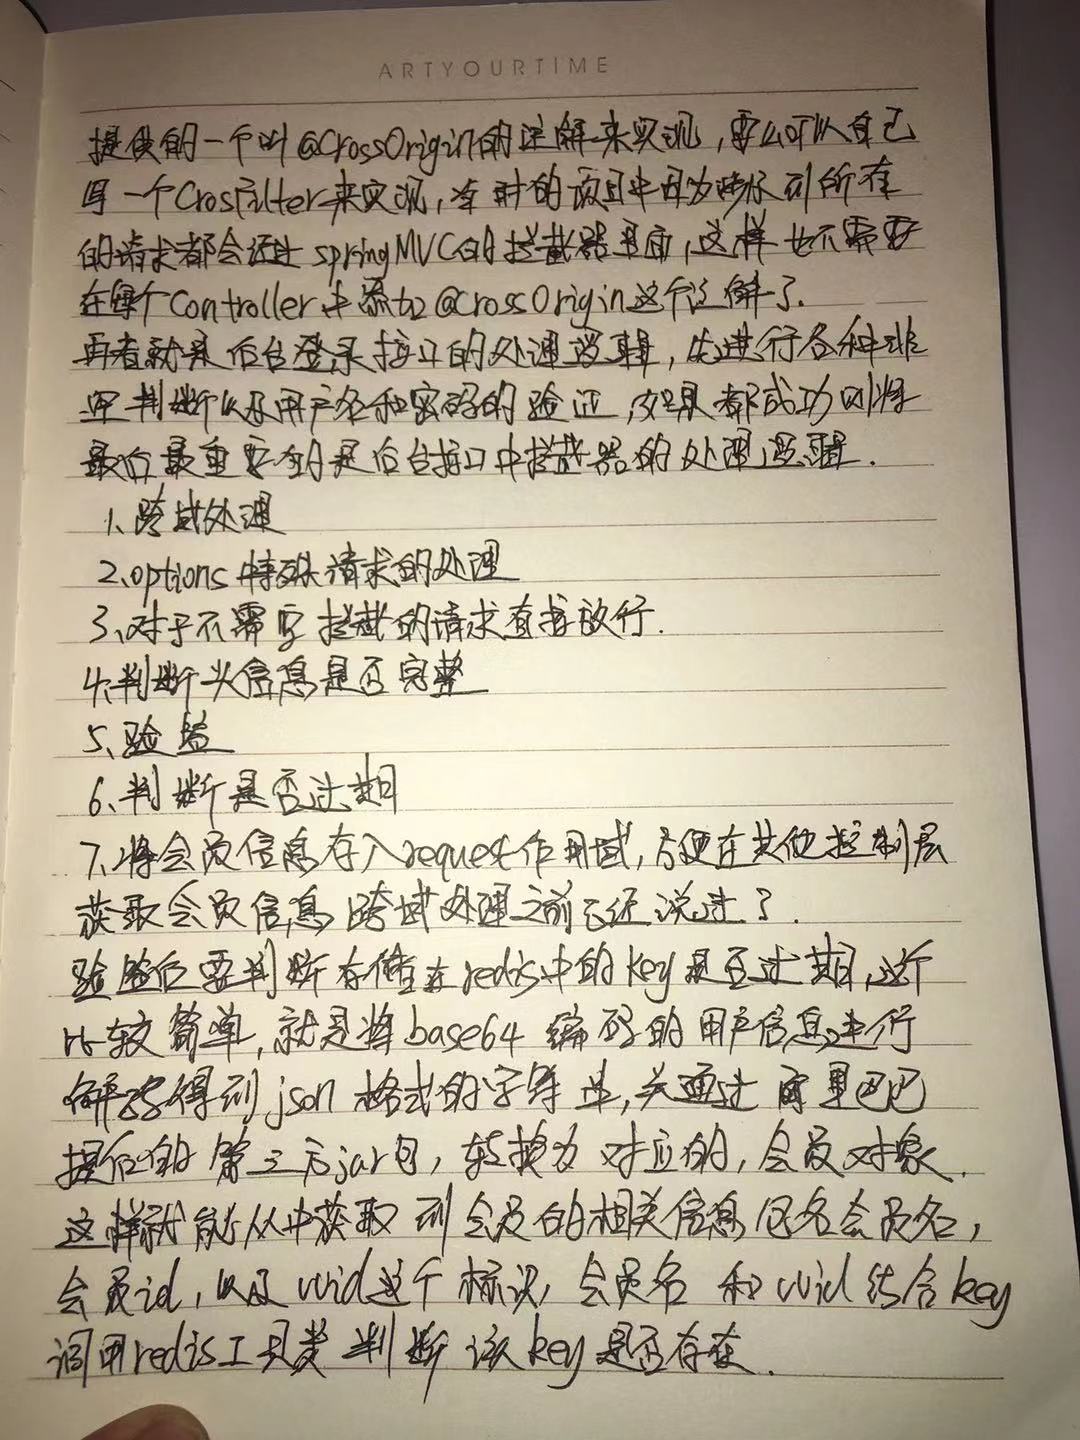 ARTYOURTIME
提供的一个叫@CrossOrigin的注解来实现,要么可以自己
写一个CrosFilter来实现,当时的项目中因为涉及到所有
的请求都会经过springMVC的拦截器里面,这样也不需要
在每个Controller中添加@CrossOrigin这个注解了.
再者就是后台登录接口的处理逻辑,先进行各种非
空判断以及用户名和密码的验证,如果都成功则将
最后最重要的是后台接口中拦截器的处理逻辑.
1、跨域处理
2、options特殊请求的处理
3、对于不需要拦截的请求直接放行.
4、判断头信息是否完整
5、验签
6、判断是否过期
7、将会员信息存入request作用域,方便在其他控制层
获取会员信息 跨域处理之前已经说过了.
验签后要判断存储在redis中的key是否过期,这个
比较简单,就是将base64编码的用户信息进行
解密得到json格式的字符串,并通过阿里巴巴
提供的第三方jar包,转换为对应的,会员对象.
这样就能从中获取到会员的相关信息包含会员名,
会员id,以及uuid这个标识,会员名和uuid结合key
调用redis工具类判断该key是否存在.